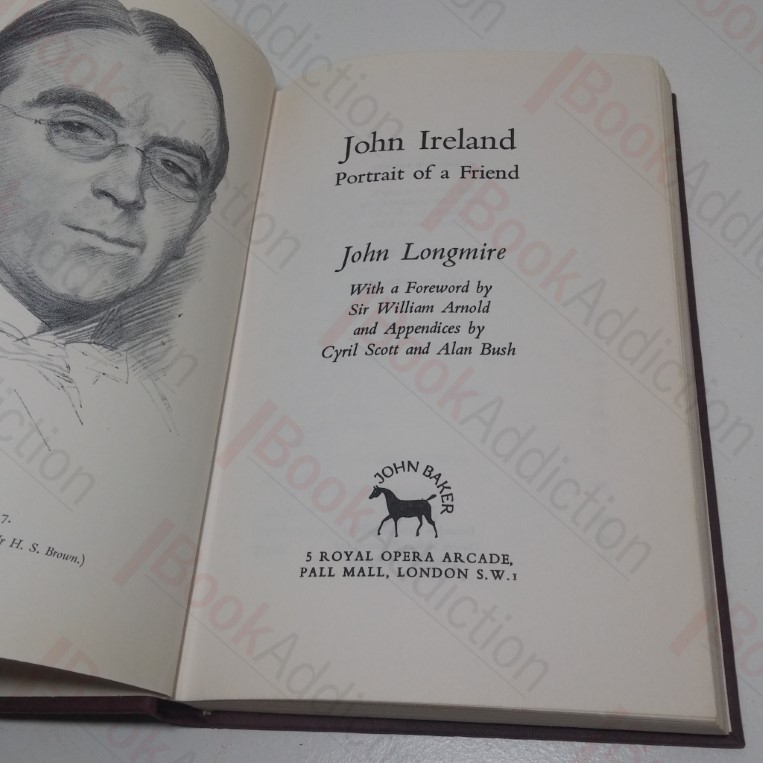 7.
H. S. Brown.)
John Ireland
Portrait of a Friend
John Longmire
With a Foreword by
Sir William Arnold
and Appendices by
Cyril Scott and Alan Bush
JOHN BAKER
5 ROYAL OPERA ARCADE,
PALL MALL, LONDON S.W.1
BookAddiction